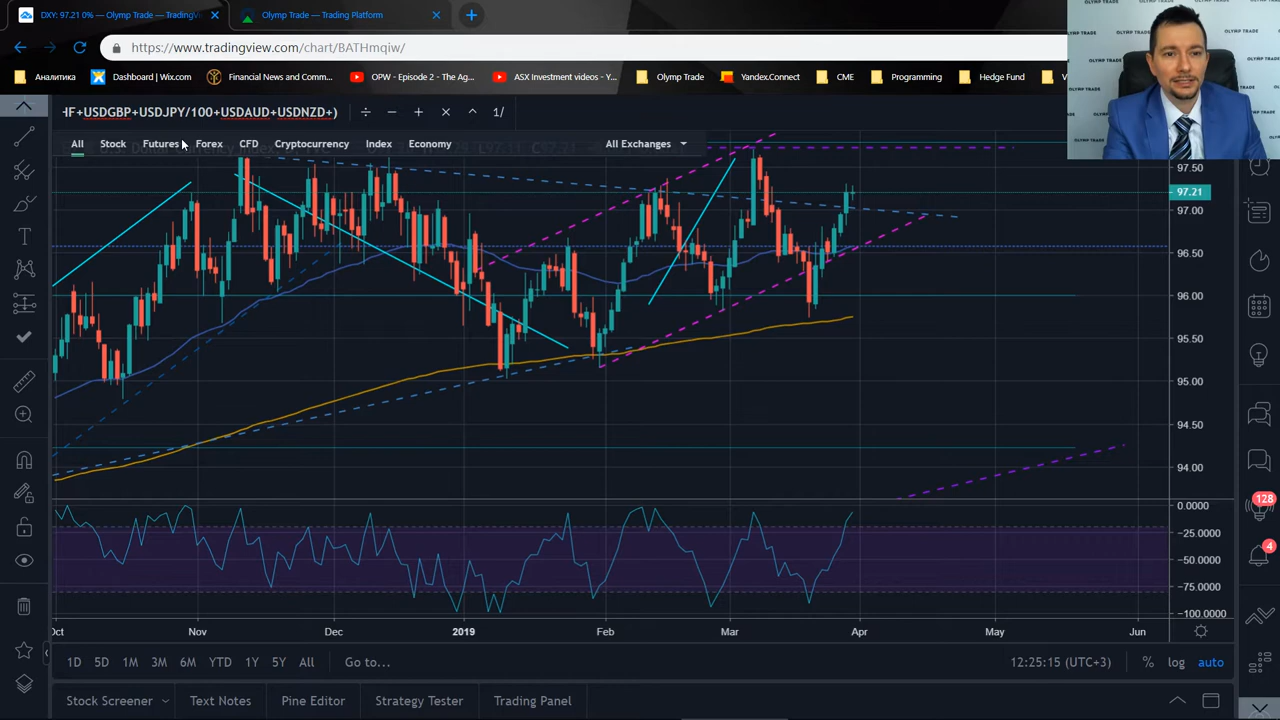 DXY: 97.21 0% — Olymp Trade — TradingV
Olymp Trade — Trading Platform
https://www.tradingview.com/chart/BATHmqjw/
Аналитика
Dashboard | Wix.com
Financial News and Comm...
OPW - Episode 2 - The Ag...
ASX Investment videos - Y...
Olymp Trade
Yandex.Connect
CME
Programming
Hedge Fund
OLYMP TRADE
HF+USDGBP+USDJPY/100+USDAUD+USDNZD+)
1/
All
Stock
Futures
Forex
CFD
Cryptocurrency
Economy
All Exchanges
97.50
97.21
97.00
96.50
96.00
95.50
95.00
94.50
94.00
0.0000
−25.0000
−50.0000
−75.0000
−100.0000
128
4
Oct
Nov
Dec
2019
Feb
Mar
Apr
May
Jun
1D
5D
1M
3M
6M
YTD
1Y
5Y
All
Go to...
12:25:15 (UTC+3)
%
log
auto
Stock Screener
Text Notes
Pine Editor
Strategy Tester
Trading Panel